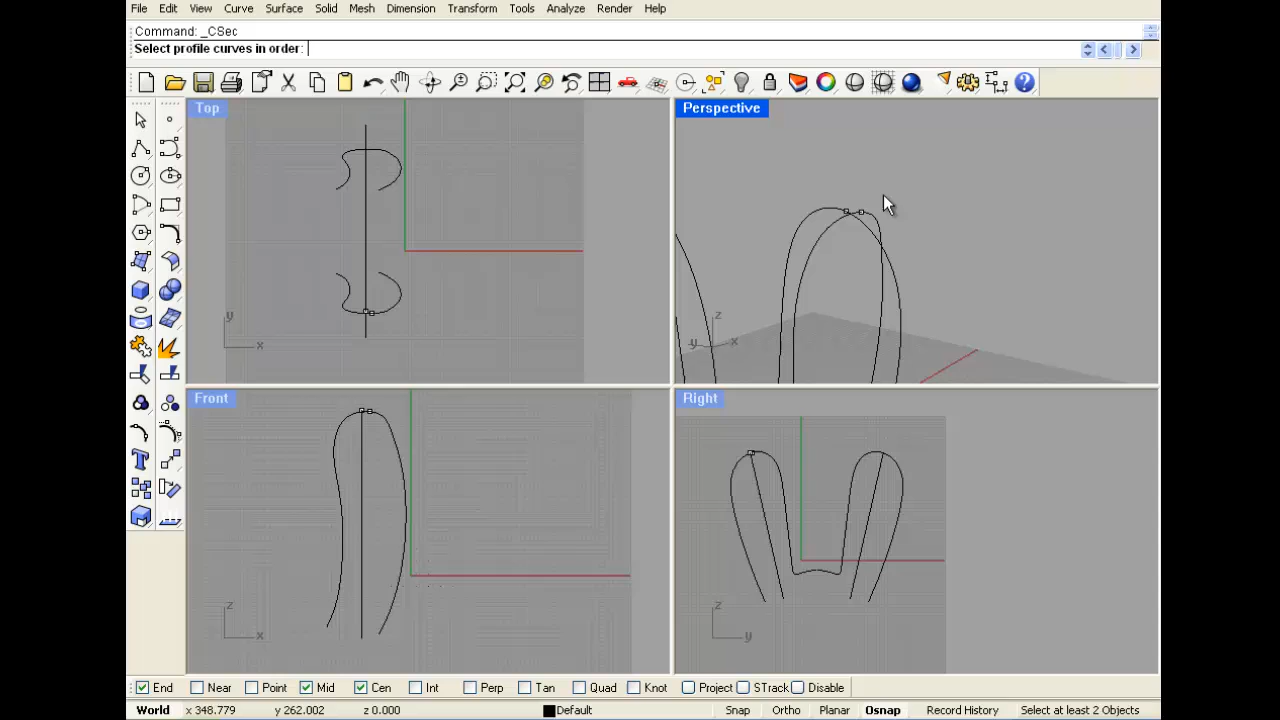 File Edit View Curve Surface Solid Mesh Dimension Transform Tools Analyze Render Help
Command: _CSec
Select profile curves in order:
Top
Perspective
y
x
z
y
x
Front
Right
z
x
z
y
End Near Point Mid Cen Int Perp Tan Quad Knot Project STrack Disable
World x 348.779 y 262.002 z 0.000 Default Snap Ortho Planar Osnap Record History Select at least 2 Objects